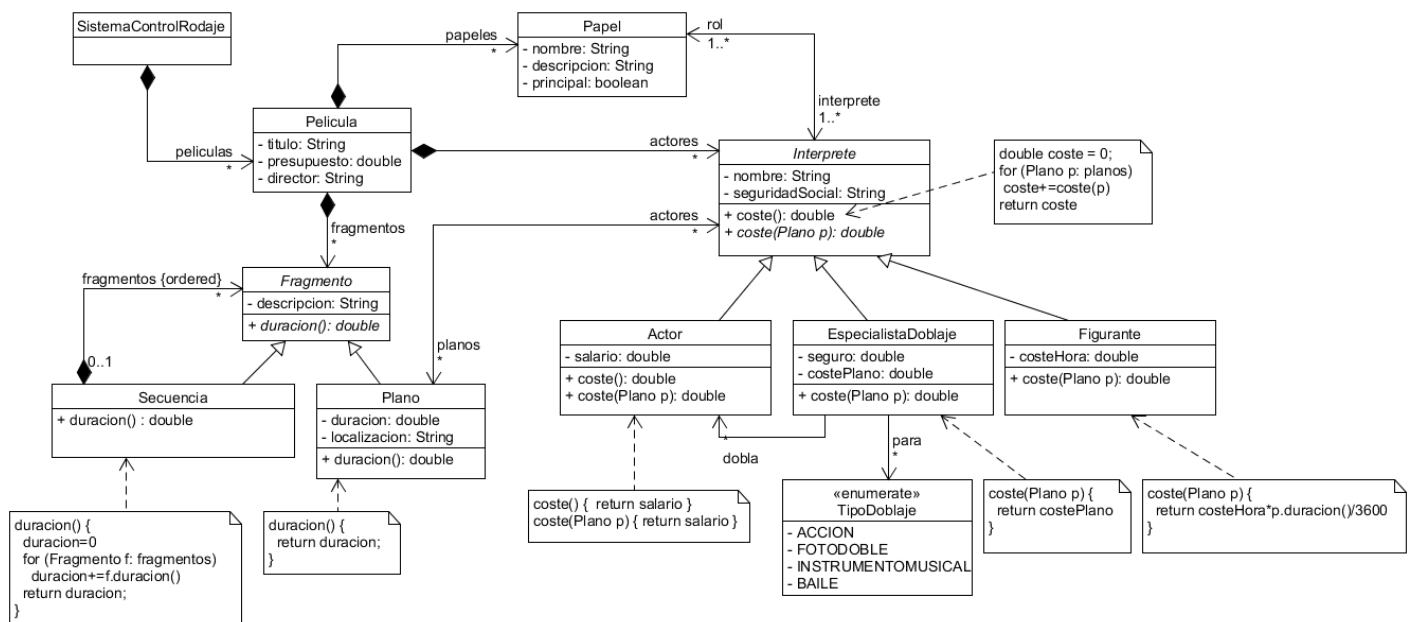 SistemaControlRodaje
peliculas
*
Pelicula
- titulo: String
- presupuesto: double
- director: String
papeles
*
Papel
- nombre: String
- descripcion: String
- principal: boolean
rol
1..*
interprete
1..*
actores
*
Interprete
- nombre: String
- seguridadSocial: String
+ coste(): double
+ coste(Plano p): double
double coste = 0;
for (Plano p: planos)
coste+=coste(p)
return coste
actores
*
fragmentos
*
fragmentos {ordered}
*
Fragmento
- descripcion: String
+ duracion(): double
0..1
planos
*
Secuencia
+ duracion() : double
Plano
- duracion: double
- localizacion: String
+ duracion(): double
Actor
- salario: double
+ coste(): double
+ coste(Plano p): double
EspecialistaDoblaje
- seguro: double
- costePlano: double
+ coste(Plano p): double
Figurante
- costeHora: double
+ coste(Plano p): double
*
dobla
para
*
duracion() {
duracion=0
for (Fragmento f: fragmentos)
duracion+=f.duracion()
return duracion;
}
duracion() {
return duracion;
}
coste() {  return salario }
coste(Plano p) { return salario }
«enumerate»
TipoDoblaje
- ACCION
- FOTODOBLE
- INSTRUMENTOMUSICAL
- BAILE
coste(Plano p) {
return costePlano
}
coste(Plano p) {
return costeHora*p.duracion()/3600
}